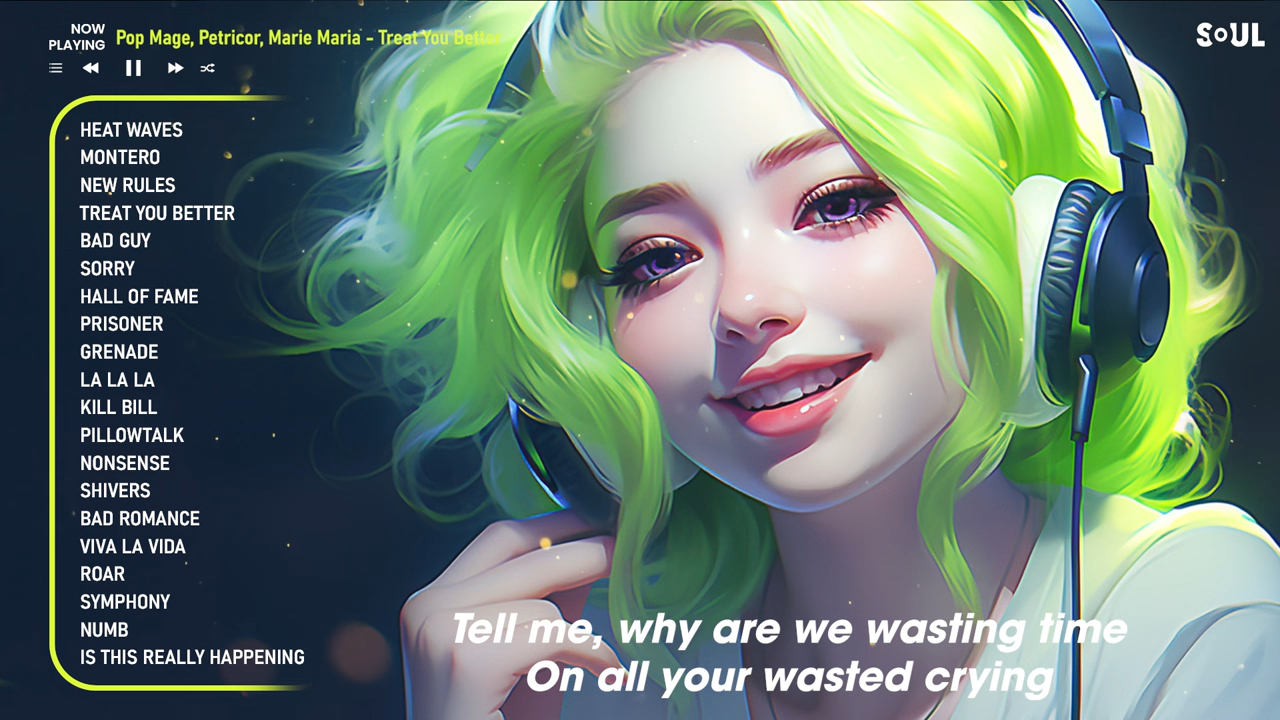 NOW
PLAYING
Pop Mage, Petricor, Marie Maria - Treat You Better
SOUL
HEAT WAVES
MONTERO
NEW RULES
TREAT YOU BETTER
BAD GUY
SORRY
HALL OF FAME
PRISONER
GRENADE
LA LA LA
KILL BILL
PILLOWTALK
NONSENSE
SHIVERS
BAD ROMANCE
VIVA LA VIDA
ROAR
SYMPHONY
NUMB
IS THIS REALLY HAPPENING
Tell me, why are we wasting time
On all your wasted crying